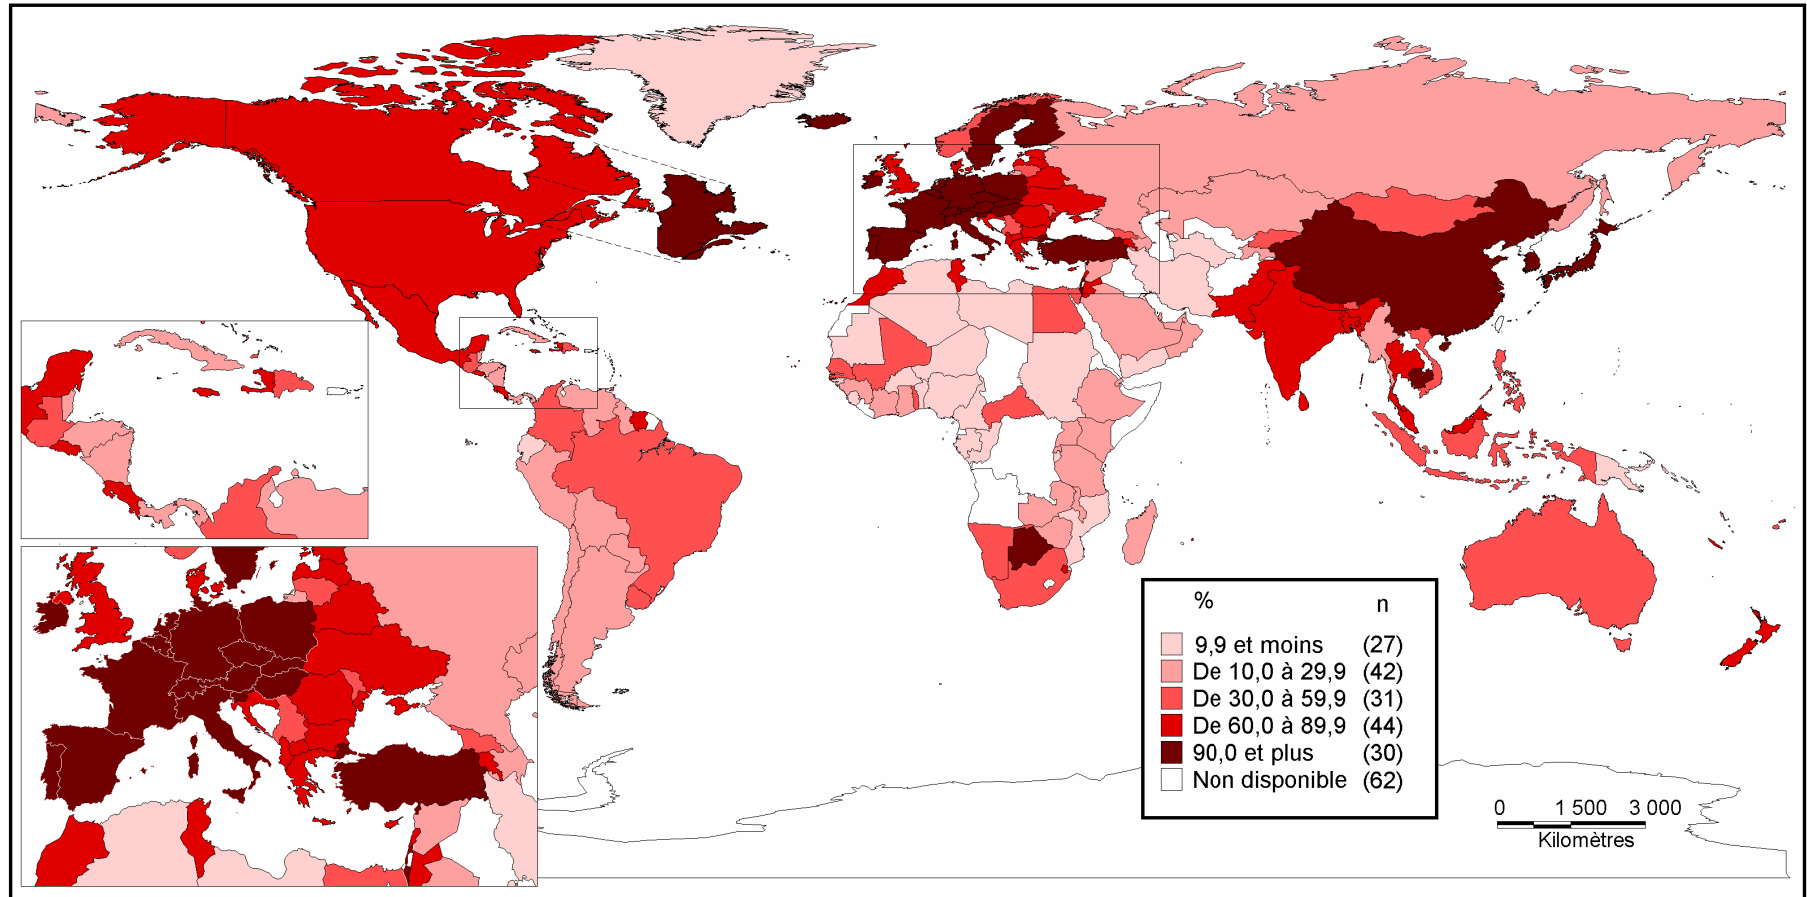 % n
9,9 et moins (27)
De 10,0 à 29,9 (42)
De 30,0 à 59,9 (31)
De 60,0 à 89,9 (44)
90,0 et plus (30)
Non disponible (62)
0 1 500 3 000
Kilomètres